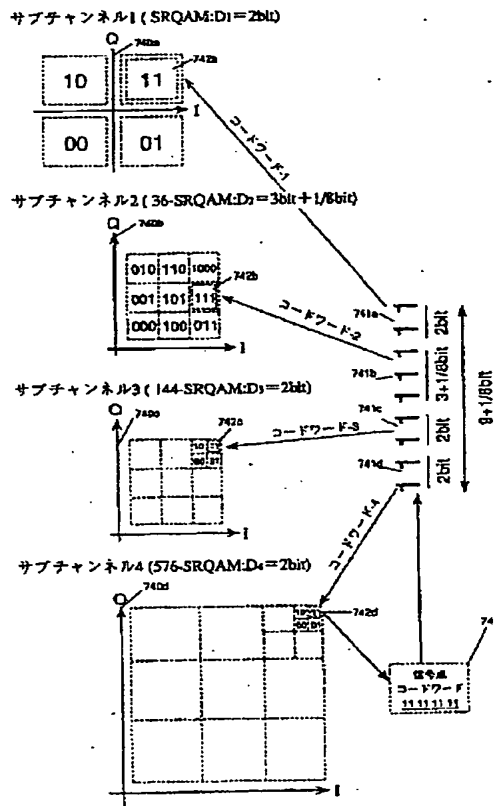 サブチャンネル1 ( SRQAM:D1=2bit)
Q
740a
742a
10 11
I
00 01
コードワード-1
サブチャンネル2 ( 36-SRQAM:D2=3bit+1/8bit)
Q
740b
742b
010 110 1000
001 101 111
000 100 011
I
コードワード-2
741a
2bit
741b
3+1/8bit
741c
2bit
741d
2bit
9+1/8bit
サブチャンネル3 ( 144-SRQAM:D3=2bit)
Q
10 11
00 01
I
コードワード-3
コードワード-4
サブチャンネル4 (576-SRQAM:D4=2bit)
Q
740d
742d
10 11
00 01
I
信号点
コードワード
11 11 11 11